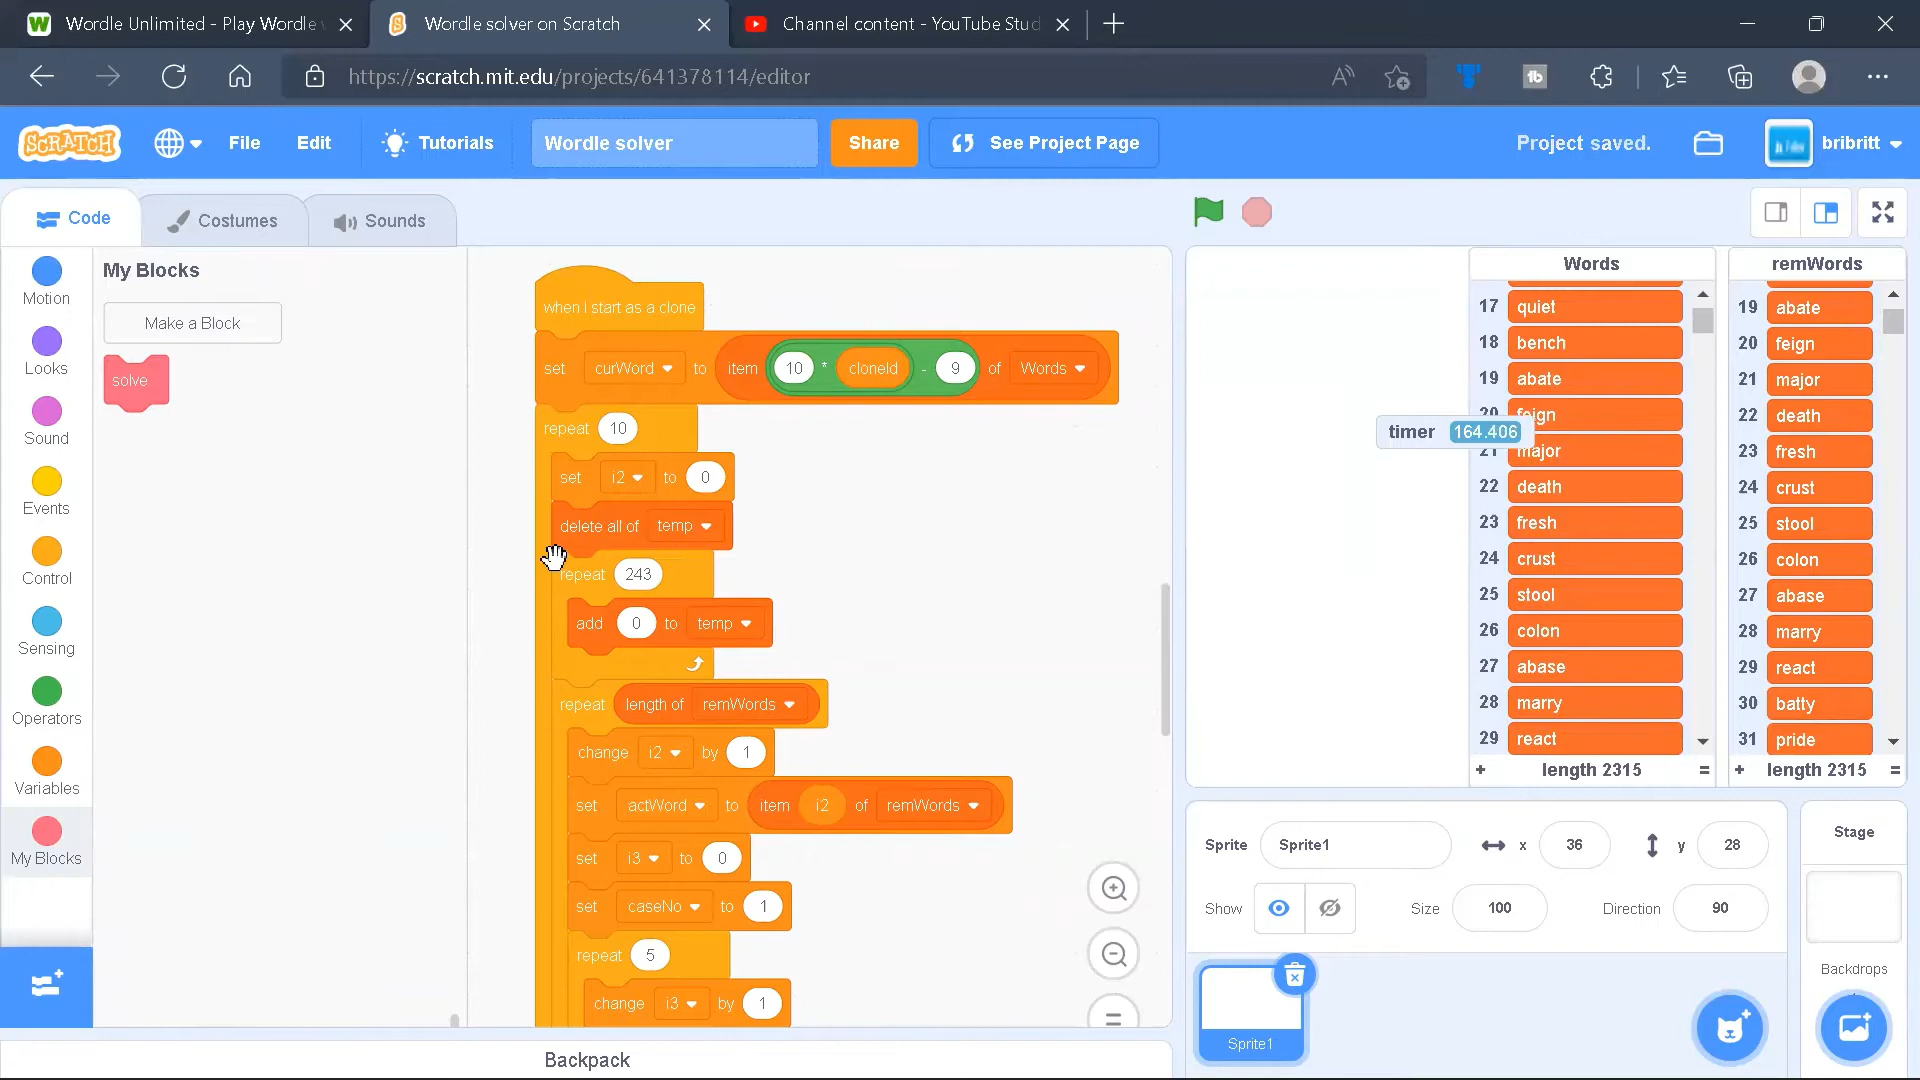 Wordle Unlimited - Play Wordle
Wordle solver on Scratch
Channel content - YouTube Stud
https://scratch.mit.edu/projects/641378114/editor
SCRATCH
File
Edit
Tutorials
Wordle solver
Share
See Project Page
Project saved.
bribritt
Code
Costumes
Sounds
Motion
Looks
Sound
Events
Control
Sensing
Operators
Variables
My Blocks
My Blocks
Make a Block
solve
when I start as a clone
set curWord to item 10 * cloneId - 9 of Words
repeat 10
set i2 to 0
delete all of temp
repeat 243
add 0 to temp
repeat length of remWords
change i2 by 1
set actWord to item i2 of remWords
set i3 to 0
set caseNo to 1
repeat 5
change i3 by 1
Backpack
timer 164.406
Words
17 quiet
18 bench
19 abate
20 feign
21 major
22 death
23 fresh
24 crust
25 stool
26 colon
27 abase
28 marry
29 react
+ length 2315 =
remWords
19 abate
20 feign
21 major
22 death
23 fresh
24 crust
25 stool
26 colon
27 abase
28 marry
29 react
30 batty
31 pride
+ length 2315 =
Sprite Sprite1 x 36 y 28
Show Size 100 Direction 90
Sprite1
Stage
Backdrops